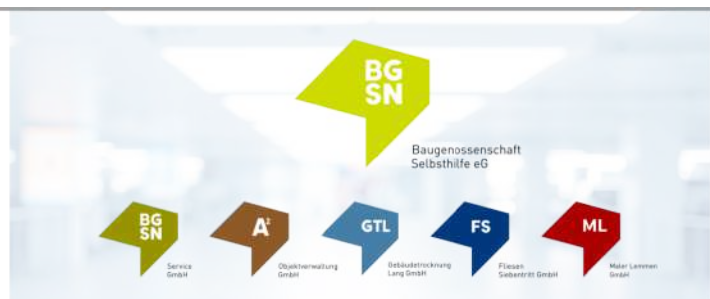 BG
SN
Baugenossenschaft
Selbsthilfe eG
BG
SN
Service
GmbH
A²
Objektverwaltung
GmbH
GTL
Gebäudetrocknung
Lang GmbH
FS
Fliesen
Siebentritt GmbH
ML
Maler Lemmen
GmbH